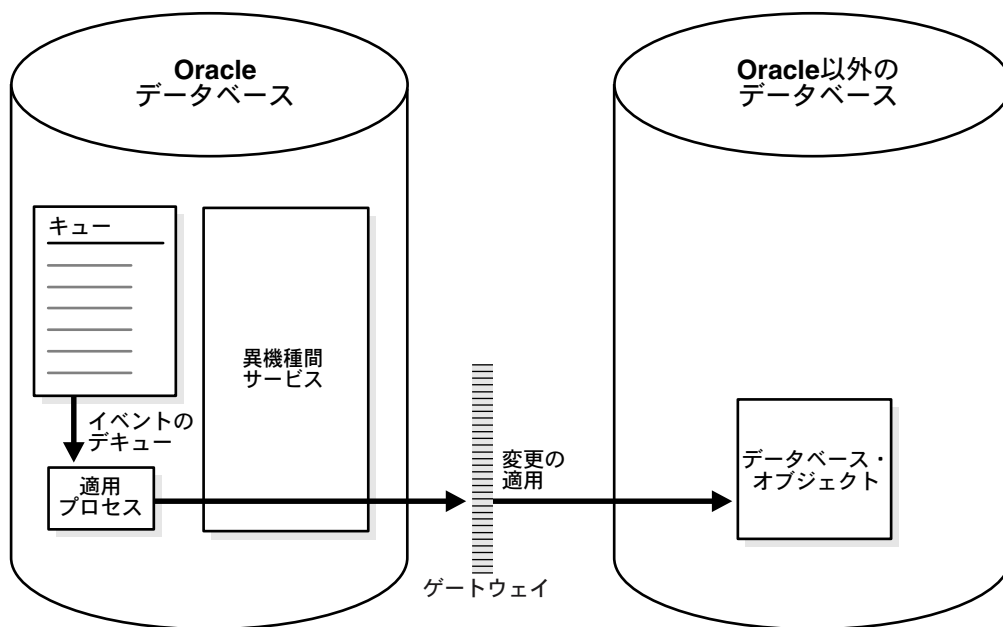 Oracle
データベース
Oracle以外の
データベース
キュー
異機種間
サービス
イベントの
デキュー
適用
プロセス
変更の
適用
データベース・
オブジェクト
ゲートウェイ